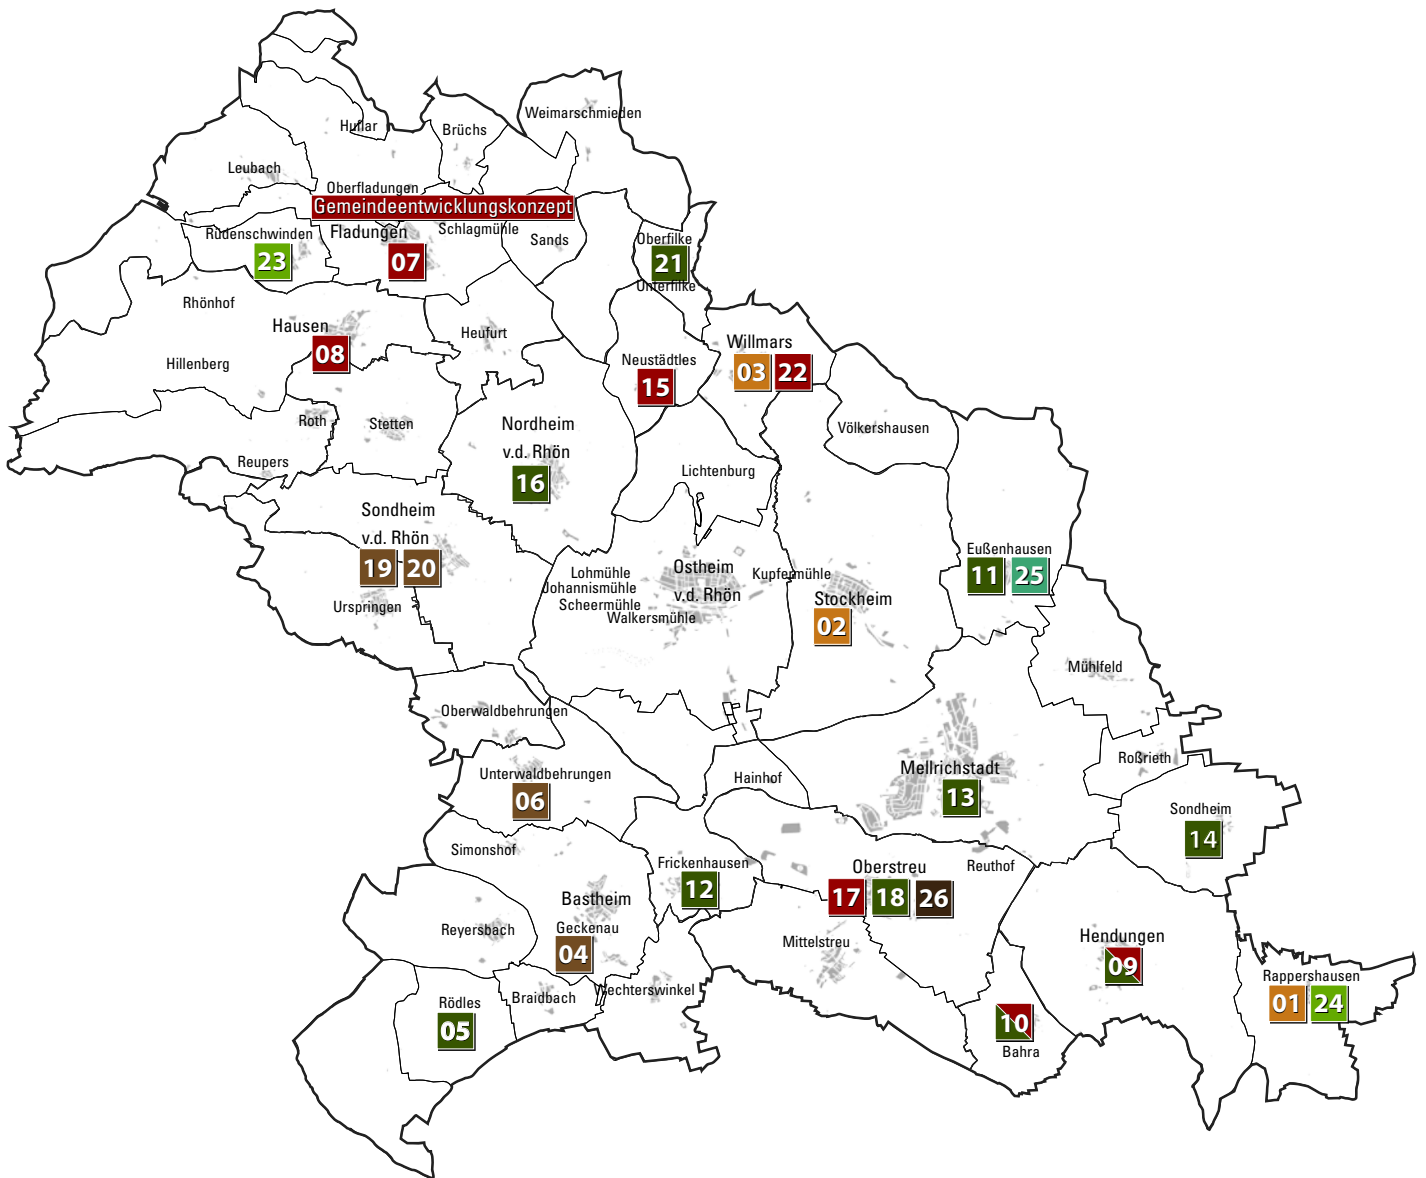 Weimarschmieden
Huflar
Brüchs
Leubach
Oberfladungen
Gemeindeentwicklungskonzept
Rüdenschwinden
Fladungen
Schlagmühle
Sands
Oberfilke
23
07
21
Unterfilke
Rhönhof
Hausen
Heufurt
Willmars
08
Hillenberg
Neustädtles
03
22
15
Roth
Stetten
Nordheim
v.d. Rhön
Völkershausen
Reupers
16
Lichtenburg
Sondheim
v.d. Rhön
19
20
Eußenhausen
11
25
Lohmühle
Johannismühle
Scheermühle
Walkersmühle
Ostheim
v.d. Rhön
Kupfermühle
Stockheim
02
Urspringen
Mühlfeld
Oberwaldbehrungen
Unterwaldbehrungen
06
Hainhof
Mellrichstadt
13
Roßrieth
Sondheim
14
Simonshof
Frickenhausen
12
Oberstreu
Reuthof
17
18
26
Bastheim
Reyersbach
Geckenau
04
Mittelstreu
Hendungen
09
Rödles
05
Braidbach
Wechterswinkel
Rappershausen
01
24
10
Bahra